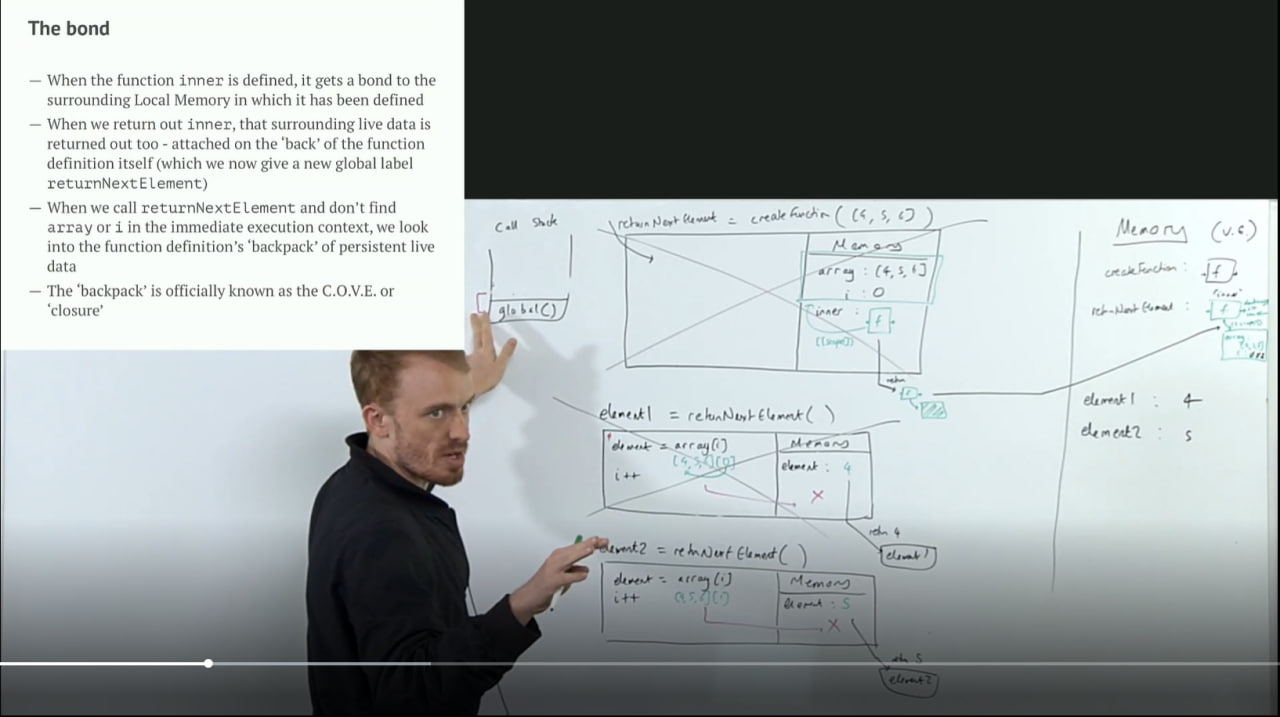 The bond
— When the function inner is defined, it gets a bond to the
surrounding Local Memory in which it has been defined
— When we return out inner, that surrounding live data is
returned out too - attached on the ‘back’ of the function
definition itself (which we now give a new global label
returnNextElement)
— When we call returnNextElement and don’t find
array or i in the immediate execution context, we look
into the function definition’s ‘backpack’ of persistent live
data
— The ‘backpack’ is officially known as the C.O.V.E. or
‘closure’
Call Stack
global()
returnNextElement = createFunction([4, 5, 6])
Memory
array : [4, 5, 6]
i : 0
inner :
f
[[scope]]
retn
element1 = returnNextElement( )
element = array[i]
[4,5,6][0]
i++
Memory
element : 4
X
retn 4
element1
element2 = retnNextElement( )
element = array[i]
i++ [4,5,6][1]
Memory
element : 5
X
retn 5
element2
Memory (V.E.)
createFunction : f
"inner"
retnNextElement : f
element1 : 4
element2 : 5